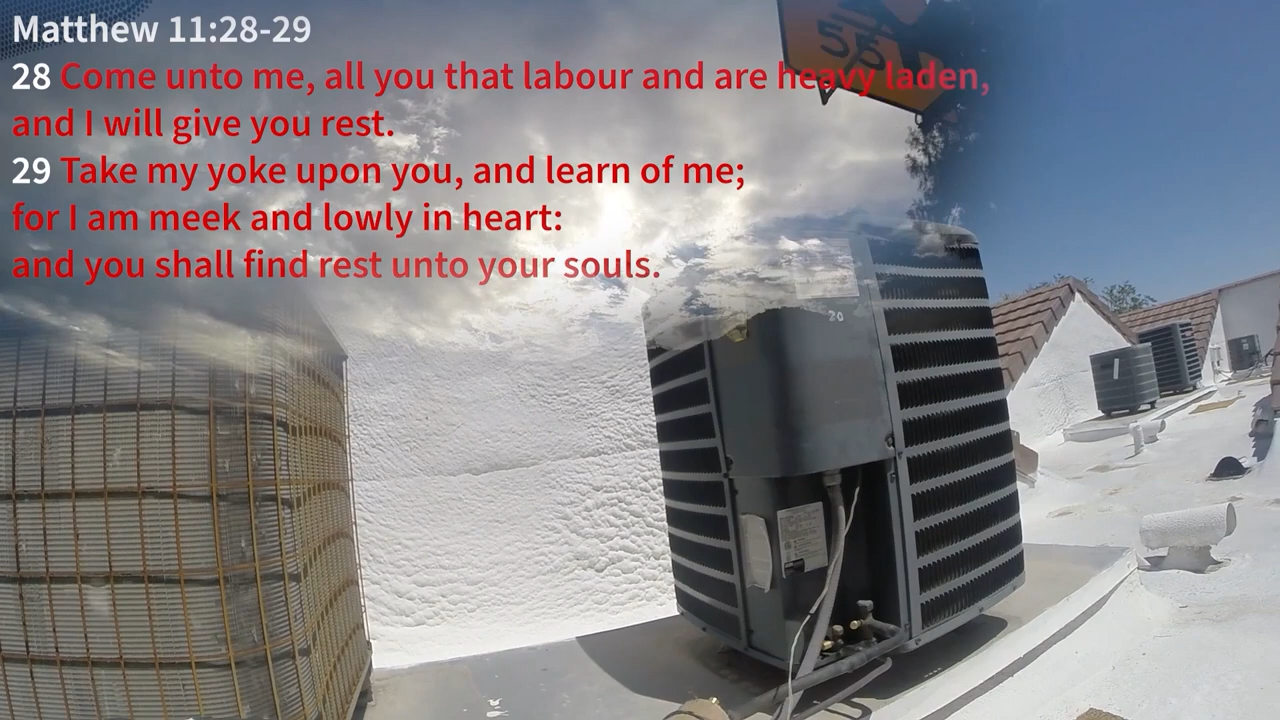 Matthew 11:28-29
28 Come unto me, all you that labour and are heavy laden,
and I will give you rest.
29 Take my yoke upon you, and learn of me;
for I am meek and lowly in heart:
and you shall find rest unto your souls.
20